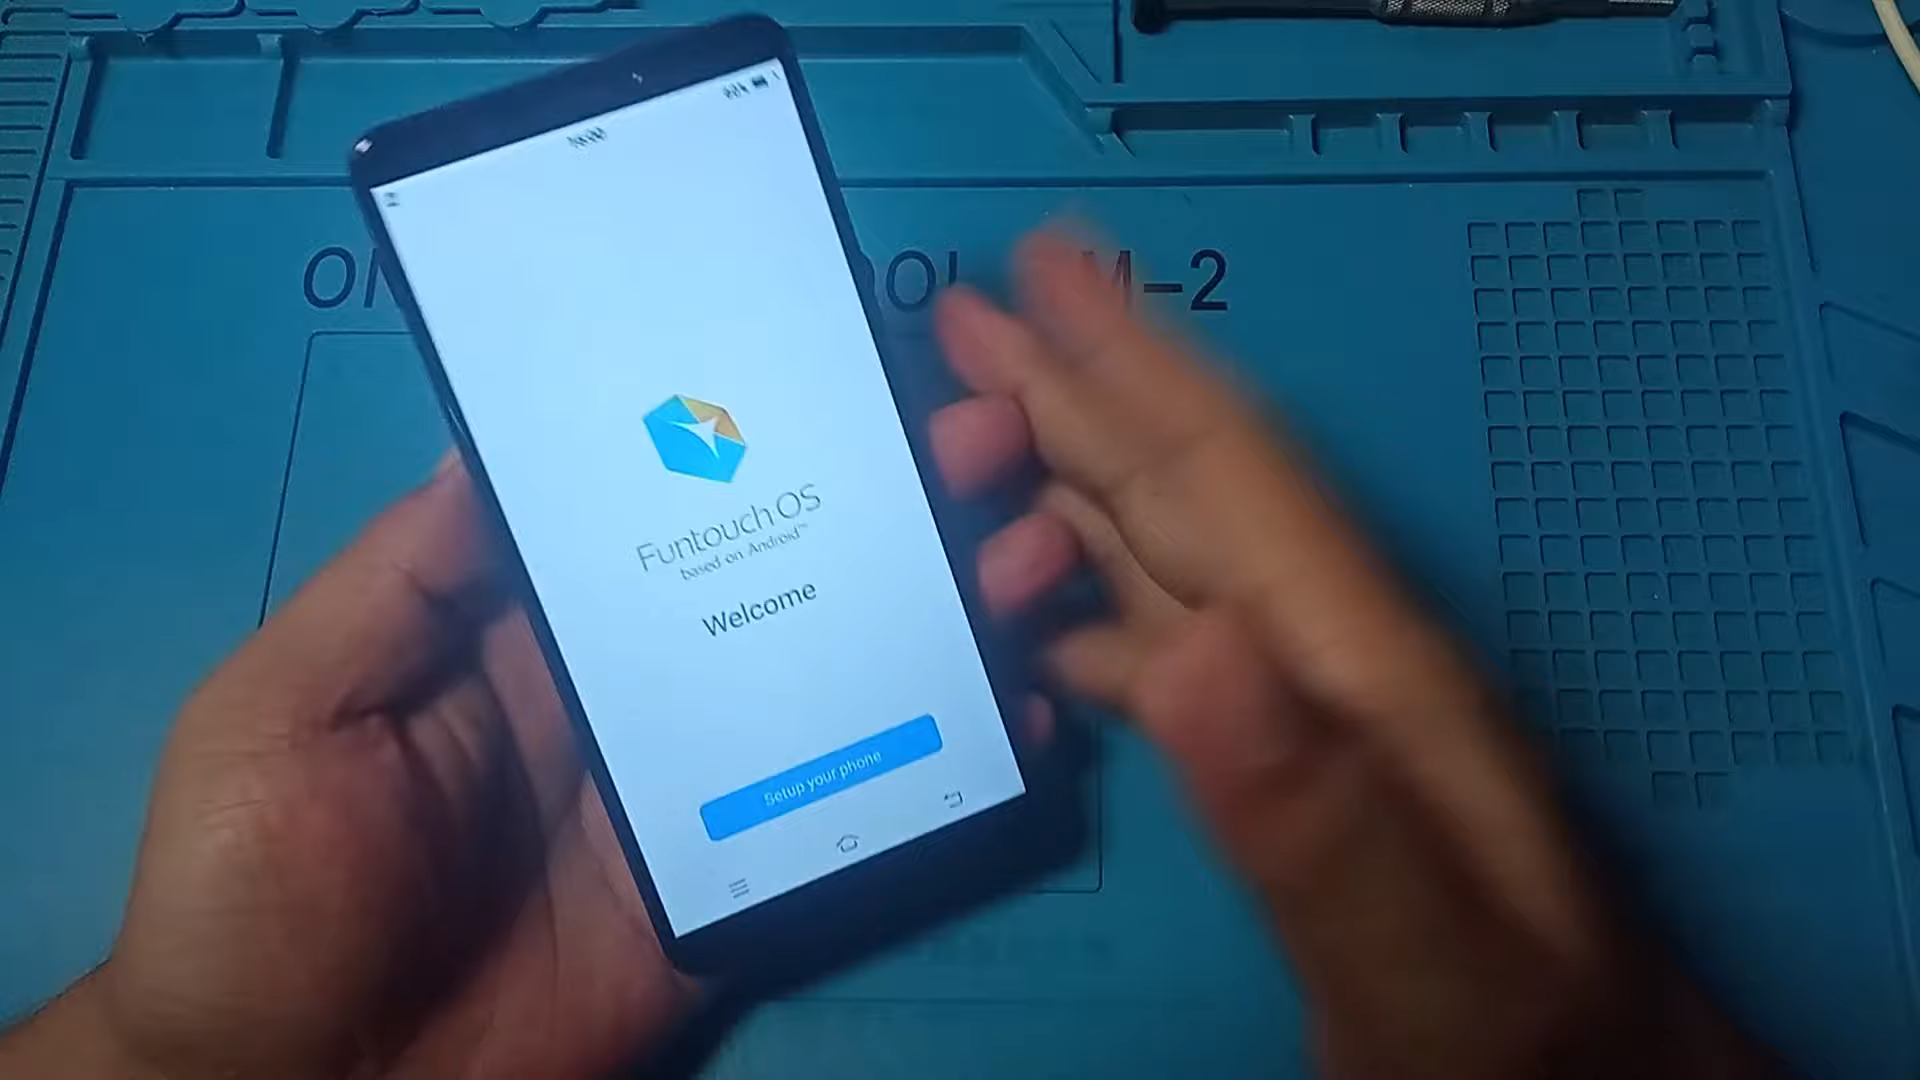 M-2
Funtouch OS
based on Android™
Welcome
Setup your phone